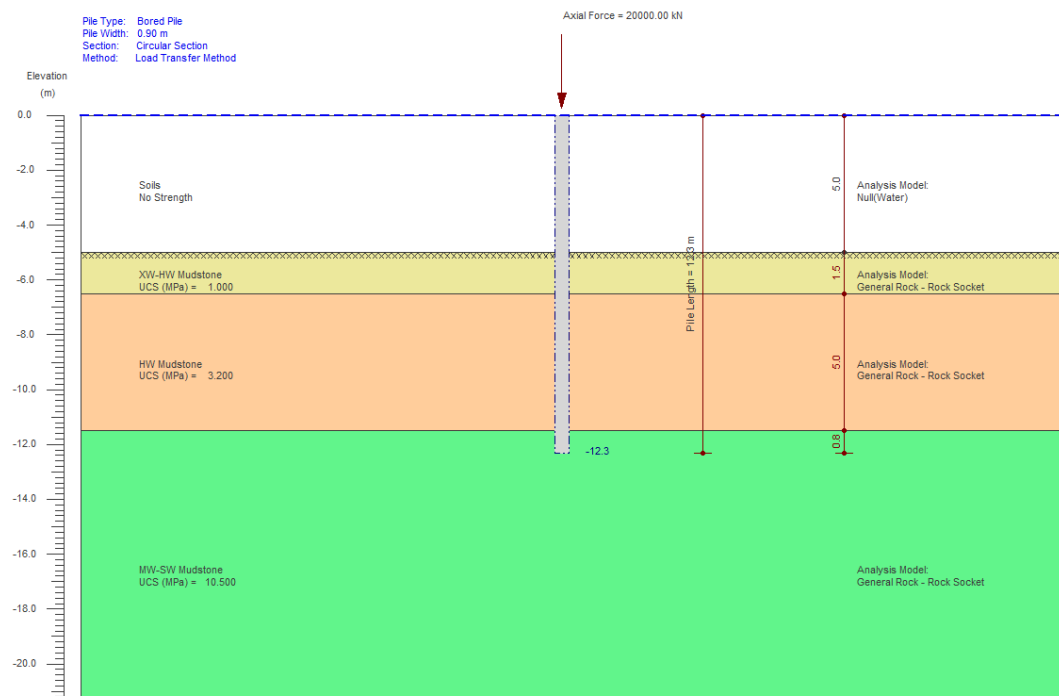 Pile Type: Bored Pile
Pile Width: 0.90 m
Section: Circular Section
Method: Load Transfer Method
Axial Force = 20000.00 kN
Elevation
(m)
0.0
-2.0
-4.0
-6.0
-8.0
-10.0
-12.0
-14.0
-16.0
-18.0
-20.0
Soils
No Strength
5.0
Analysis Model:
Null(Water)
Pile Length = 12.3 m
XW-HW Mudstone
UCS (MPa) = 1.000
1.5
Analysis Model:
General Rock - Rock Socket
HW Mudstone
UCS (MPa) = 3.200
5.0
Analysis Model:
General Rock - Rock Socket
-12.3
0.8
MW-SW Mudstone
UCS (MPa) = 10.500
Analysis Model:
General Rock - Rock Socket